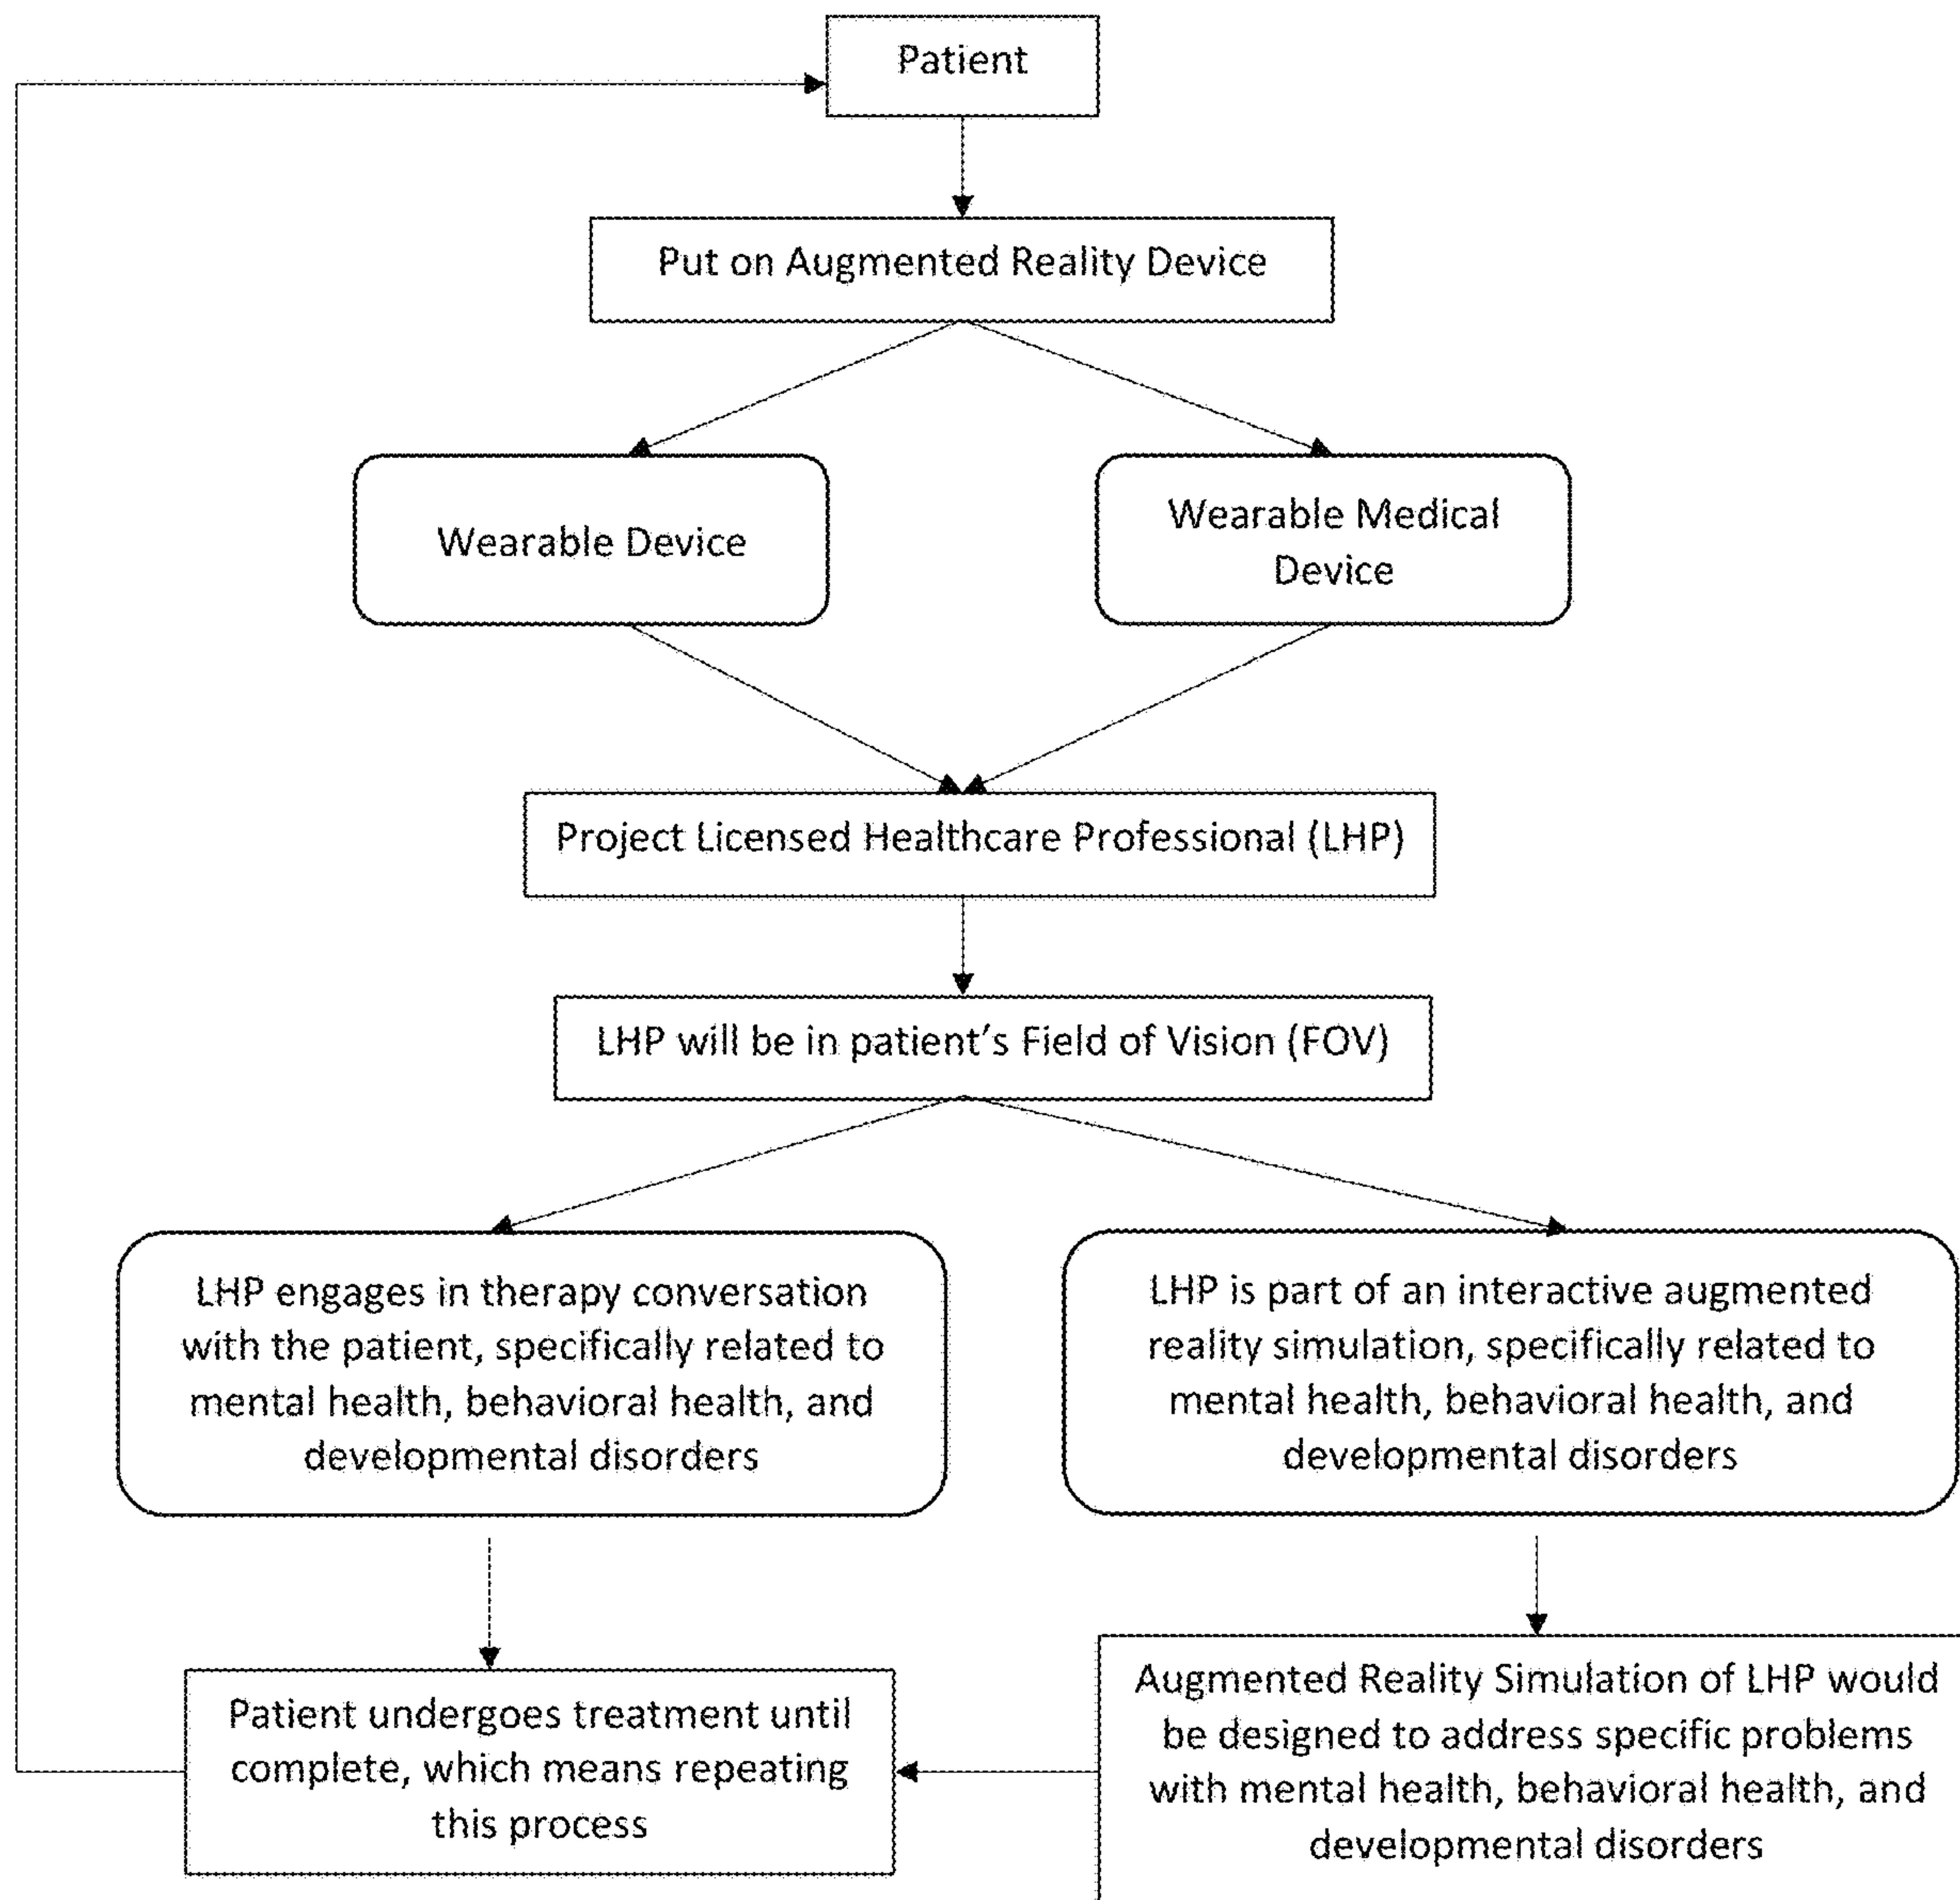 Patient
Put on Augmented Reality Device
Wearable Device
Wearable Medical
Device
Project Licensed Healthcare Professional (LHP)
LHP will be in patient's Field of Vision (FOV)
LHP engages in therapy conversation
with the patient, specifically related to
mental health, behavioral health, and
developmental disorders
LHP is part of an interactive augmented
reality simulation, specifically related to
mental health, behavioral health, and
developmental disorders
Patient undergoes treatment until
complete, which means repeating
this process
Augmented Reality Simulation of LHP would
be designed to address specific problems
with mental health, behavioral health, and
developmental disorders